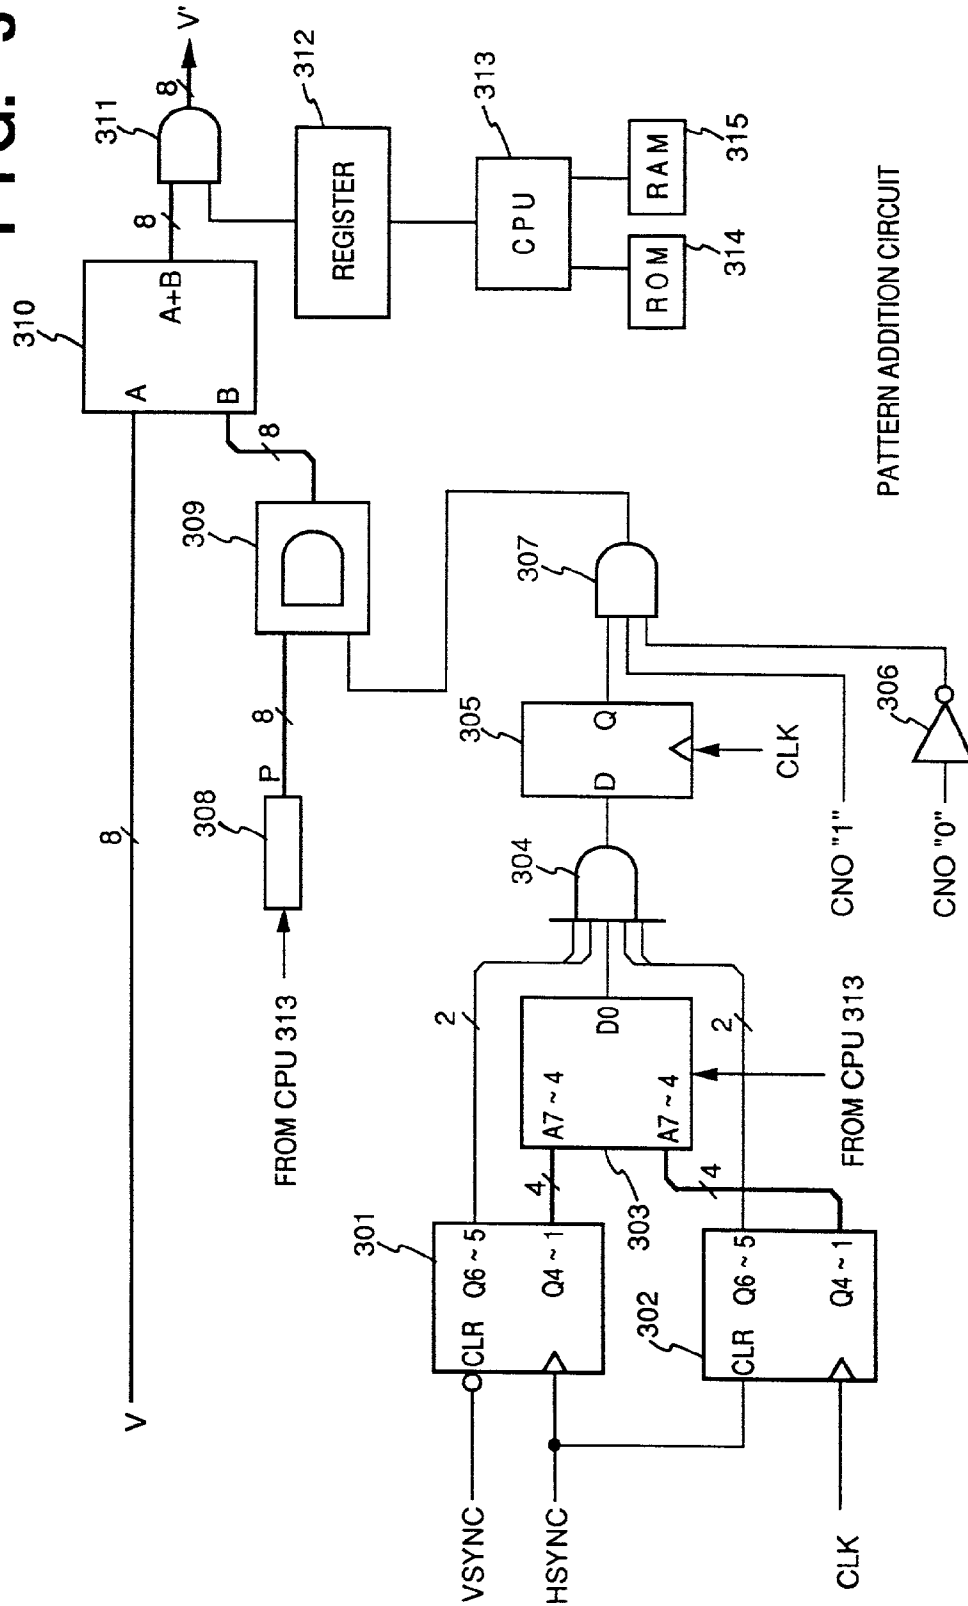 V
8
310
A
B
A+B
8
311
8
V'
FROM CPU 313
308
P
8
309
8
REGISTER
312
CPU
313
ROM
314
RAM
315
VSYNC
HSYNC
CLR
Q6 ~ 5
Q4 ~ 1
301
2
4
A7 ~ 4
A7 ~ 4
D0
303
304
305
D
Q
CLK
307
CLK
CLR
Q6 ~ 5
Q4 ~ 1
302
4
2
FROM CPU 313
CNO "1"
CNO "0"
306
PATTERN ADDITION CIRCUIT